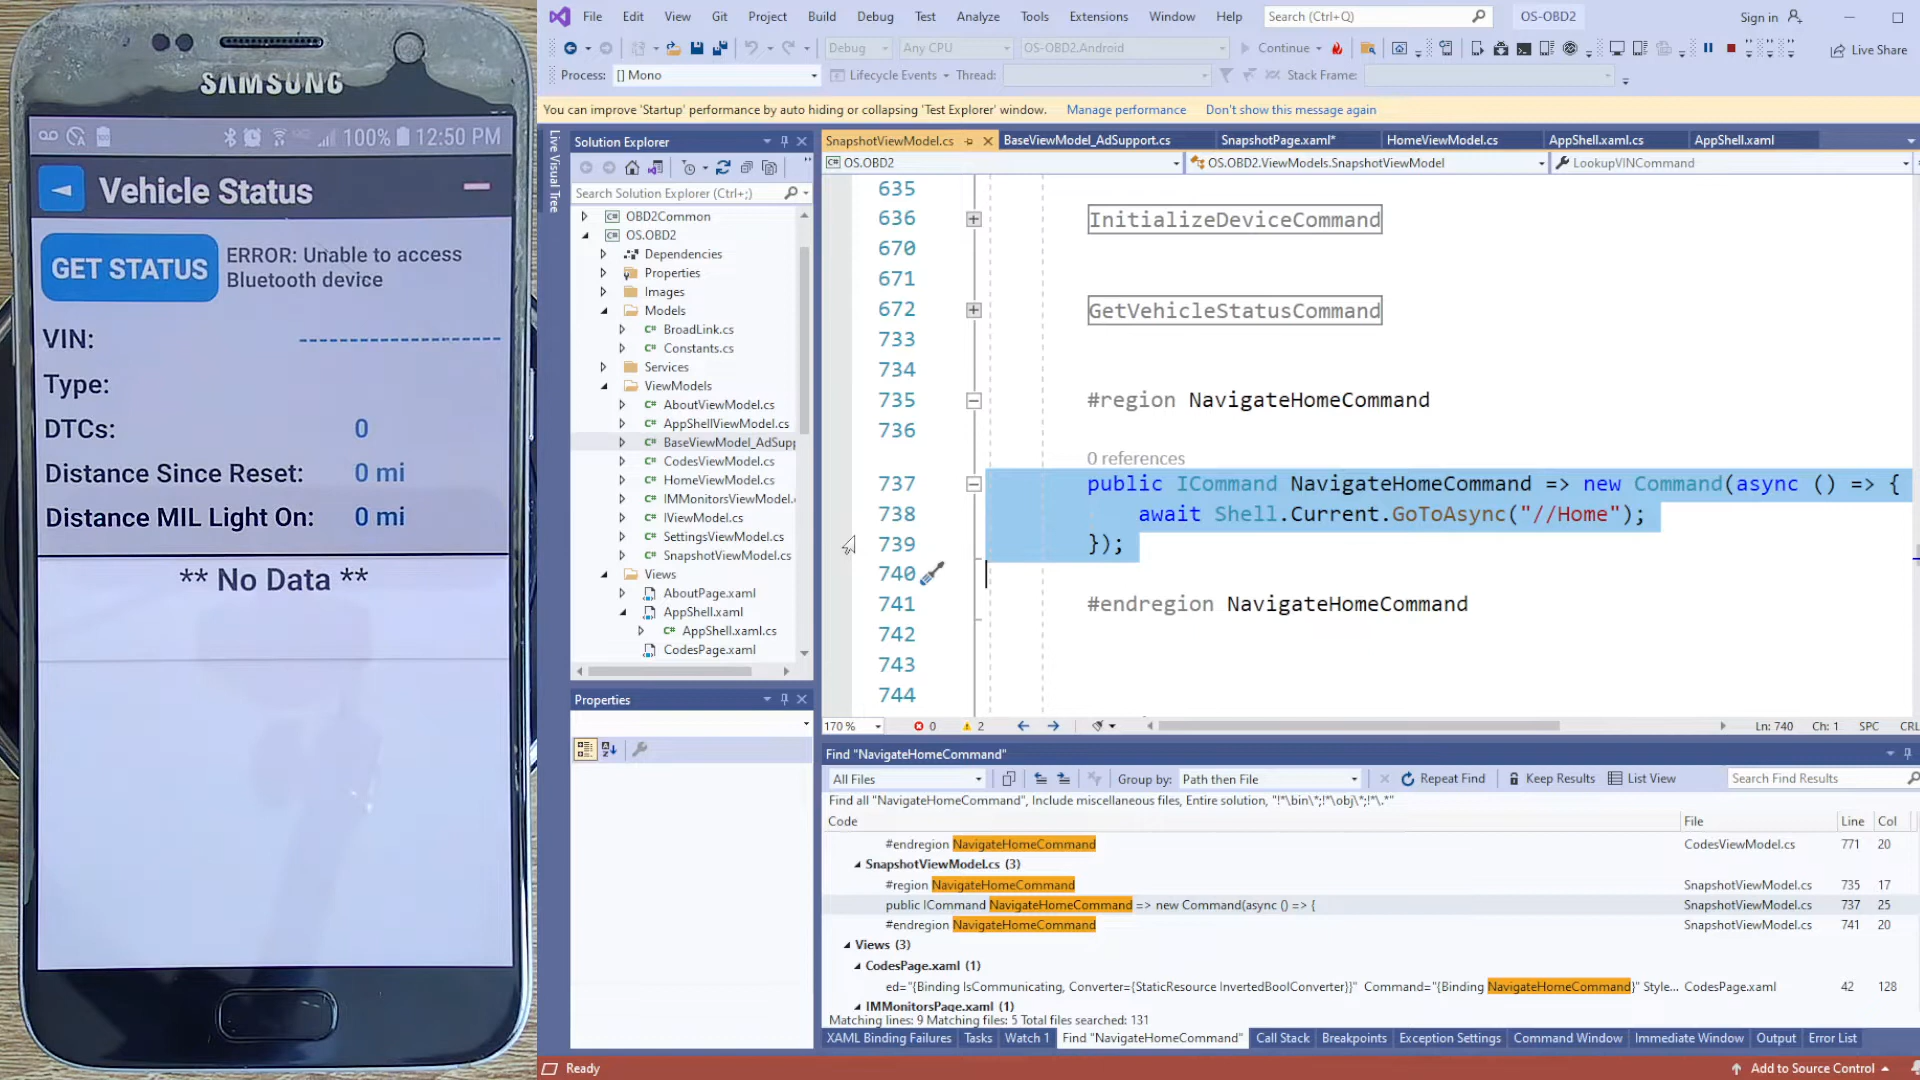 SAMSUNG
100% 12:50 PM
Vehicle Status
GET STATUS
ERROR: Unable to access
Bluetooth device
VIN: -----------------
Type:
DTCs: 0
Distance Since Reset: 0 mi
Distance MIL Light On: 0 mi
** No Data **
File Edit View Git Project Build Debug Test Analyze Tools Extensions Window Help Search (Ctrl+Q) OS-OBD2 Sign in
Debug Any CPU OS-OBD2.Android Continue Live Share
Process: [] Mono Lifecycle Events Thread: Stack Frame:
You can improve 'Startup' performance by auto hiding or collapsing 'Test Explorer' window. Manage performance Don't show this message again
Live Visual Tree
Solution Explorer
Search Solution Explorer (Ctrl+;)
OBD2Common
OS.OBD2
Dependencies
Properties
Images
Models
BroadLink.cs
Constants.cs
Services
ViewModels
AboutViewModel.cs
AppShellViewModel.cs
BaseViewModel_AdSupp
CodesViewModel.cs
HomeViewModel.cs
IMMonitorsViewModel.
IViewModel.cs
SettingsViewModel.cs
SnapshotViewModel.cs
Views
AboutPage.xaml
AppShell.xaml
AppShell.xaml.cs
CodesPage.xaml
Properties
SnapshotViewModel.cs BaseViewModel_AdSupport.cs SnapshotPage.xaml* HomeViewModel.cs AppShell.xaml.cs AppShell.xaml
OS.OBD2 OS.OBD2.ViewModels.SnapshotViewModel LookupVINCommand
635
636 InitializeDeviceCommand
670
671
672 GetVehicleStatusCommand
733
734
735 #region NavigateHomeCommand
736
0 references
737 public ICommand NavigateHomeCommand => new Command(async () => {
738 await Shell.Current.GoToAsync("//Home");
739 });
740
741 #endregion NavigateHomeCommand
742
743
744
170 % 0 2 Ln: 740 Ch: 1 SPC CRL
Find "NavigateHomeCommand"
All Files Group by: Path then File Repeat Find Keep Results List View Search Find Results
Find all "NavigateHomeCommand", Include miscellaneous files, Entire solution, "!*\bin\*;!*\obj\*;!*\.*"
Code File Line Col
#endregion NavigateHomeCommand CodesViewModel.cs 771 20
SnapshotViewModel.cs (3)
#region NavigateHomeCommand SnapshotViewModel.cs 735 17
public ICommand NavigateHomeCommand => new Command(async () => { SnapshotViewModel.cs 737 25
#endregion NavigateHomeCommand SnapshotViewModel.cs 741 20
Views (3)
CodesPage.xaml (1)
ed="{Binding IsCommunicating, Converter={StaticResource InvertedBoolConverter}}" Command="{Binding NavigateHomeCommand}" Style... CodesPage.xaml 42 128
IMMonitorsPage.xaml (1)
Matching lines: 9 Matching files: 5 Total files searched: 131
XAML Binding Failures Tasks Watch 1 Find "NavigateHomeCommand" Call Stack Breakpoints Exception Settings Command Window Immediate Window Output Error List
Ready Add to Source Control